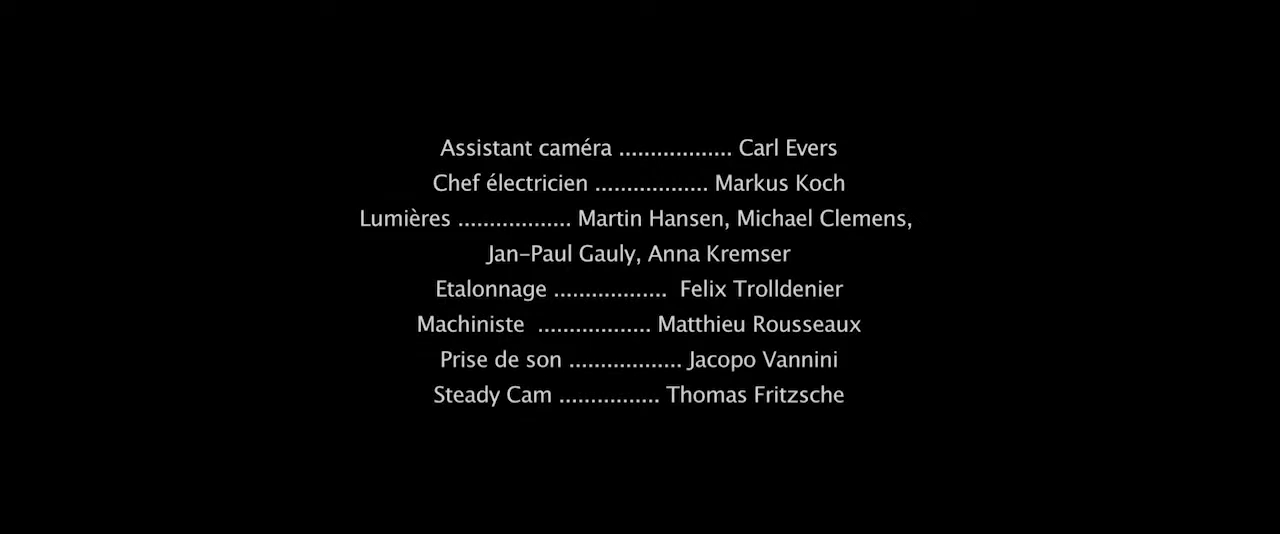 Assistant caméra .................. Carl Evers
Chef électricien .................. Markus Koch
Lumières .................. Martin Hansen, Michael Clemens,
Jan-Paul Gauly, Anna Kremser
Etalonnage .................. Felix Trolldenier
Machiniste .................. Matthieu Rousseaux
Prise de son .................. Jacopo Vannini
Steady Cam ................ Thomas Fritzsche